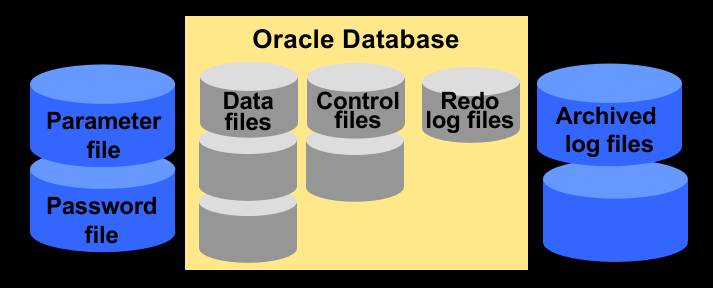 Oracle Database
Parameter
file
Password
file
Data
files
Control
files
Redo
log files
Archived
log files